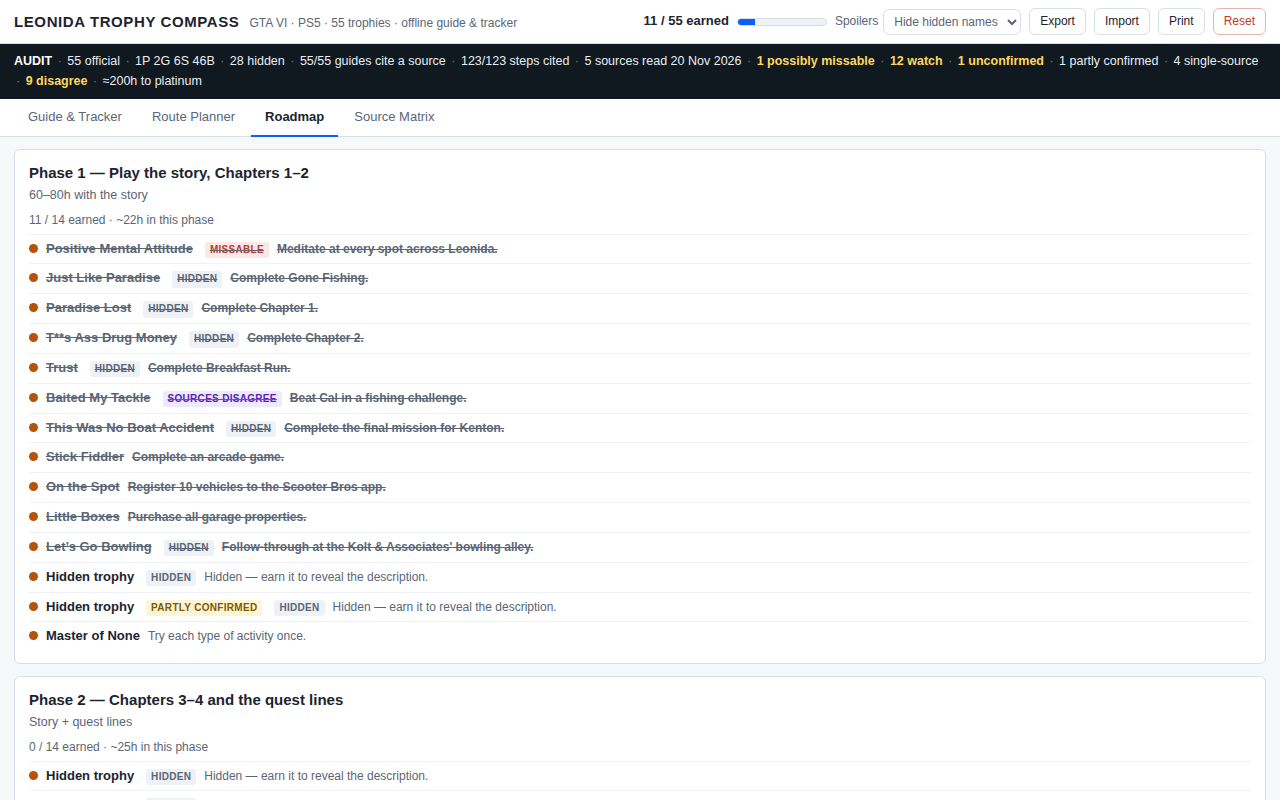 LEONIDA TROPHY COMPASS GTA VI · PS5 · 55 trophies · offline guide & tracker 11 / 55 earned Spoilers Hide hidden names Export Import Print Reset
AUDIT · 55 official · 1P 2G 6S 46B · 28 hidden · 55/55 guides cite a source · 123/123 steps cited · 5 sources read 20 Nov 2026 · 1 possibly missable · 12 watch · 1 unconfirmed · 1 partly confirmed · 4 single-source
· 9 disagree · ≈200h to platinum
Guide & Tracker Route Planner Roadmap Source Matrix
Phase 1 — Play the story, Chapters 1–2
60–80h with the story
11 / 14 earned · ~22h in this phase
Positive Mental Attitude MISSABLE Meditate at every spot across Leonida.
Just Like Paradise HIDDEN Complete Gone Fishing.
Paradise Lost HIDDEN Complete Chapter 1.
T**s Ass Drug Money HIDDEN Complete Chapter 2.
Trust HIDDEN Complete Breakfast Run.
Baited My Tackle SOURCES DISAGREE Beat Cal in a fishing challenge.
This Was No Boat Accident HIDDEN Complete the final mission for Kenton.
Stick Fiddler Complete an arcade game.
On the Spot Register 10 vehicles to the Scooter Bros app.
Little Boxes Purchase all garage properties.
Let's Go Bowling HIDDEN Follow-through at the Kolt & Associates' bowling alley.
Hidden trophy HIDDEN Hidden — earn it to reveal the description.
Hidden trophy PARTLY CONFIRMED HIDDEN Hidden — earn it to reveal the description.
Master of None Try each type of activity once.
Phase 2 — Chapters 3–4 and the quest lines
Story + quest lines
0 / 14 earned · ~25h in this phase
Hidden trophy HIDDEN Hidden — earn it to reveal the description.